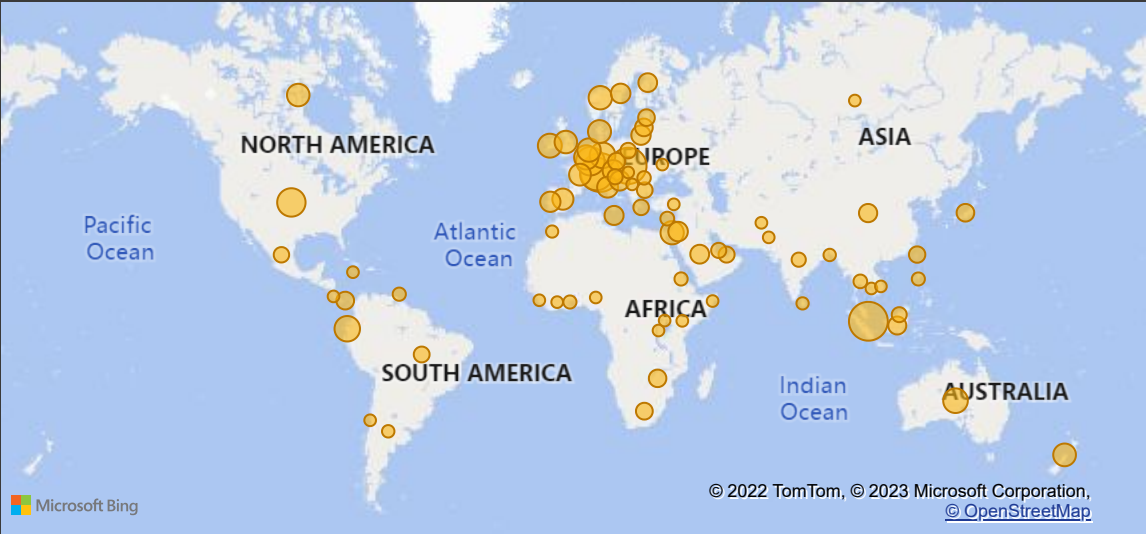 NORTH AMERICA
ASIA
EUROPE
Pacific
Ocean
Atlantic
Ocean
AFRICA
SOUTH AMERICA
Indian
Ocean
AUSTRALIA
Microsoft Bing
© 2022 TomTom, © 2023 Microsoft Corporation,
© OpenStreetMap